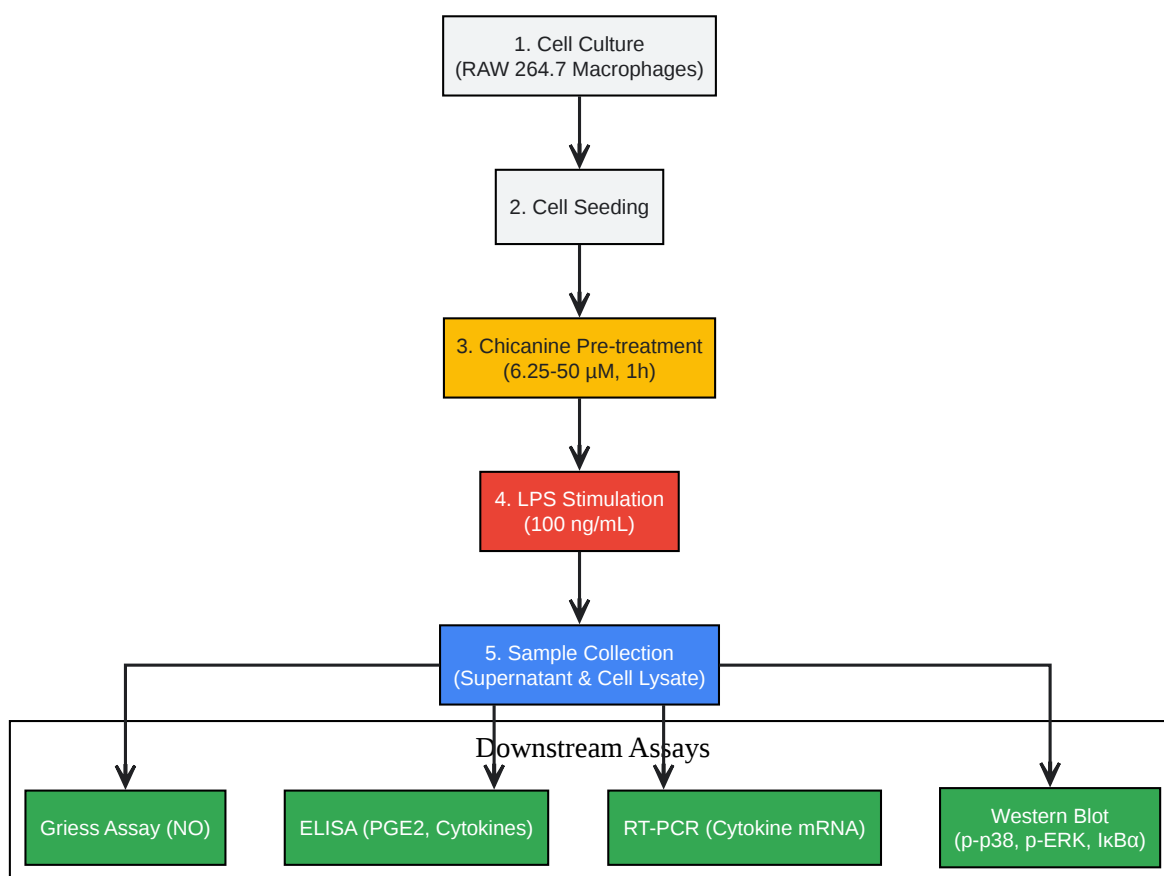 1. Cell Culture
(RAW 264.7 Macrophages)
2. Cell Seeding
3. Chicanine Pre-treatment
(6.25-50 µM, 1h)
4. LPS Stimulation
(100 ng/mL)
5. Sample Collection
(Supernatant & Cell Lysate)
Downstream Assays
Griess Assay (NO)
ELISA (PGE2, Cytokines)
RT-PCR (Cytokine mRNA)
Western Blot
(p-p38, p-ERK, IκBα)